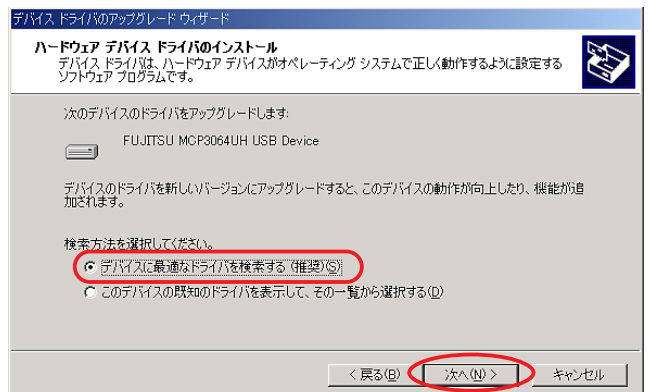 デバイス ドライバのアップグレード ウィザード
ハードウェア デバイス ドライバのインストール
デバイス ドライバは、ハードウェア デバイスがオペレーティング システムで正しく動作するように設定する
ソフトウェア プログラムです。
次のデバイスのドライバをアップグレードします:
FUJITSU MCP3064UH USB Device
デバイスのドライバを新しいバージョンにアップグレードすると、このデバイスの動作が向上したり、機能が追
加されます。
検索方法を選択してください。
デバイスに最適なドライバを検索する (推奨)(S)
このデバイスの既知のドライバを表示して、その一覧から選択する(D)
< 戻る(B)
次へ(N) >
キャンセル